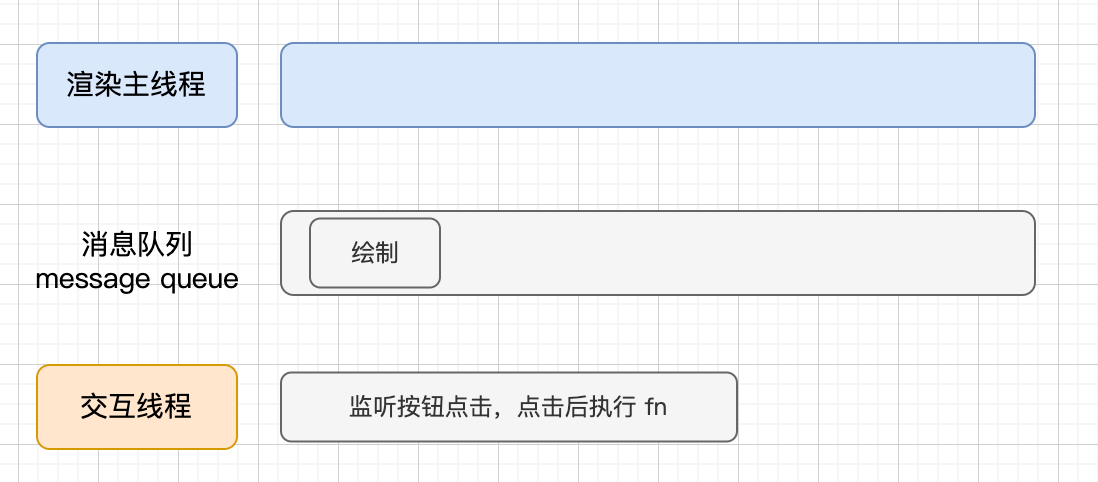 渲染主线程
消息队列
message queue
绘制
交互线程
监听按钮点击，点击后执行 fn